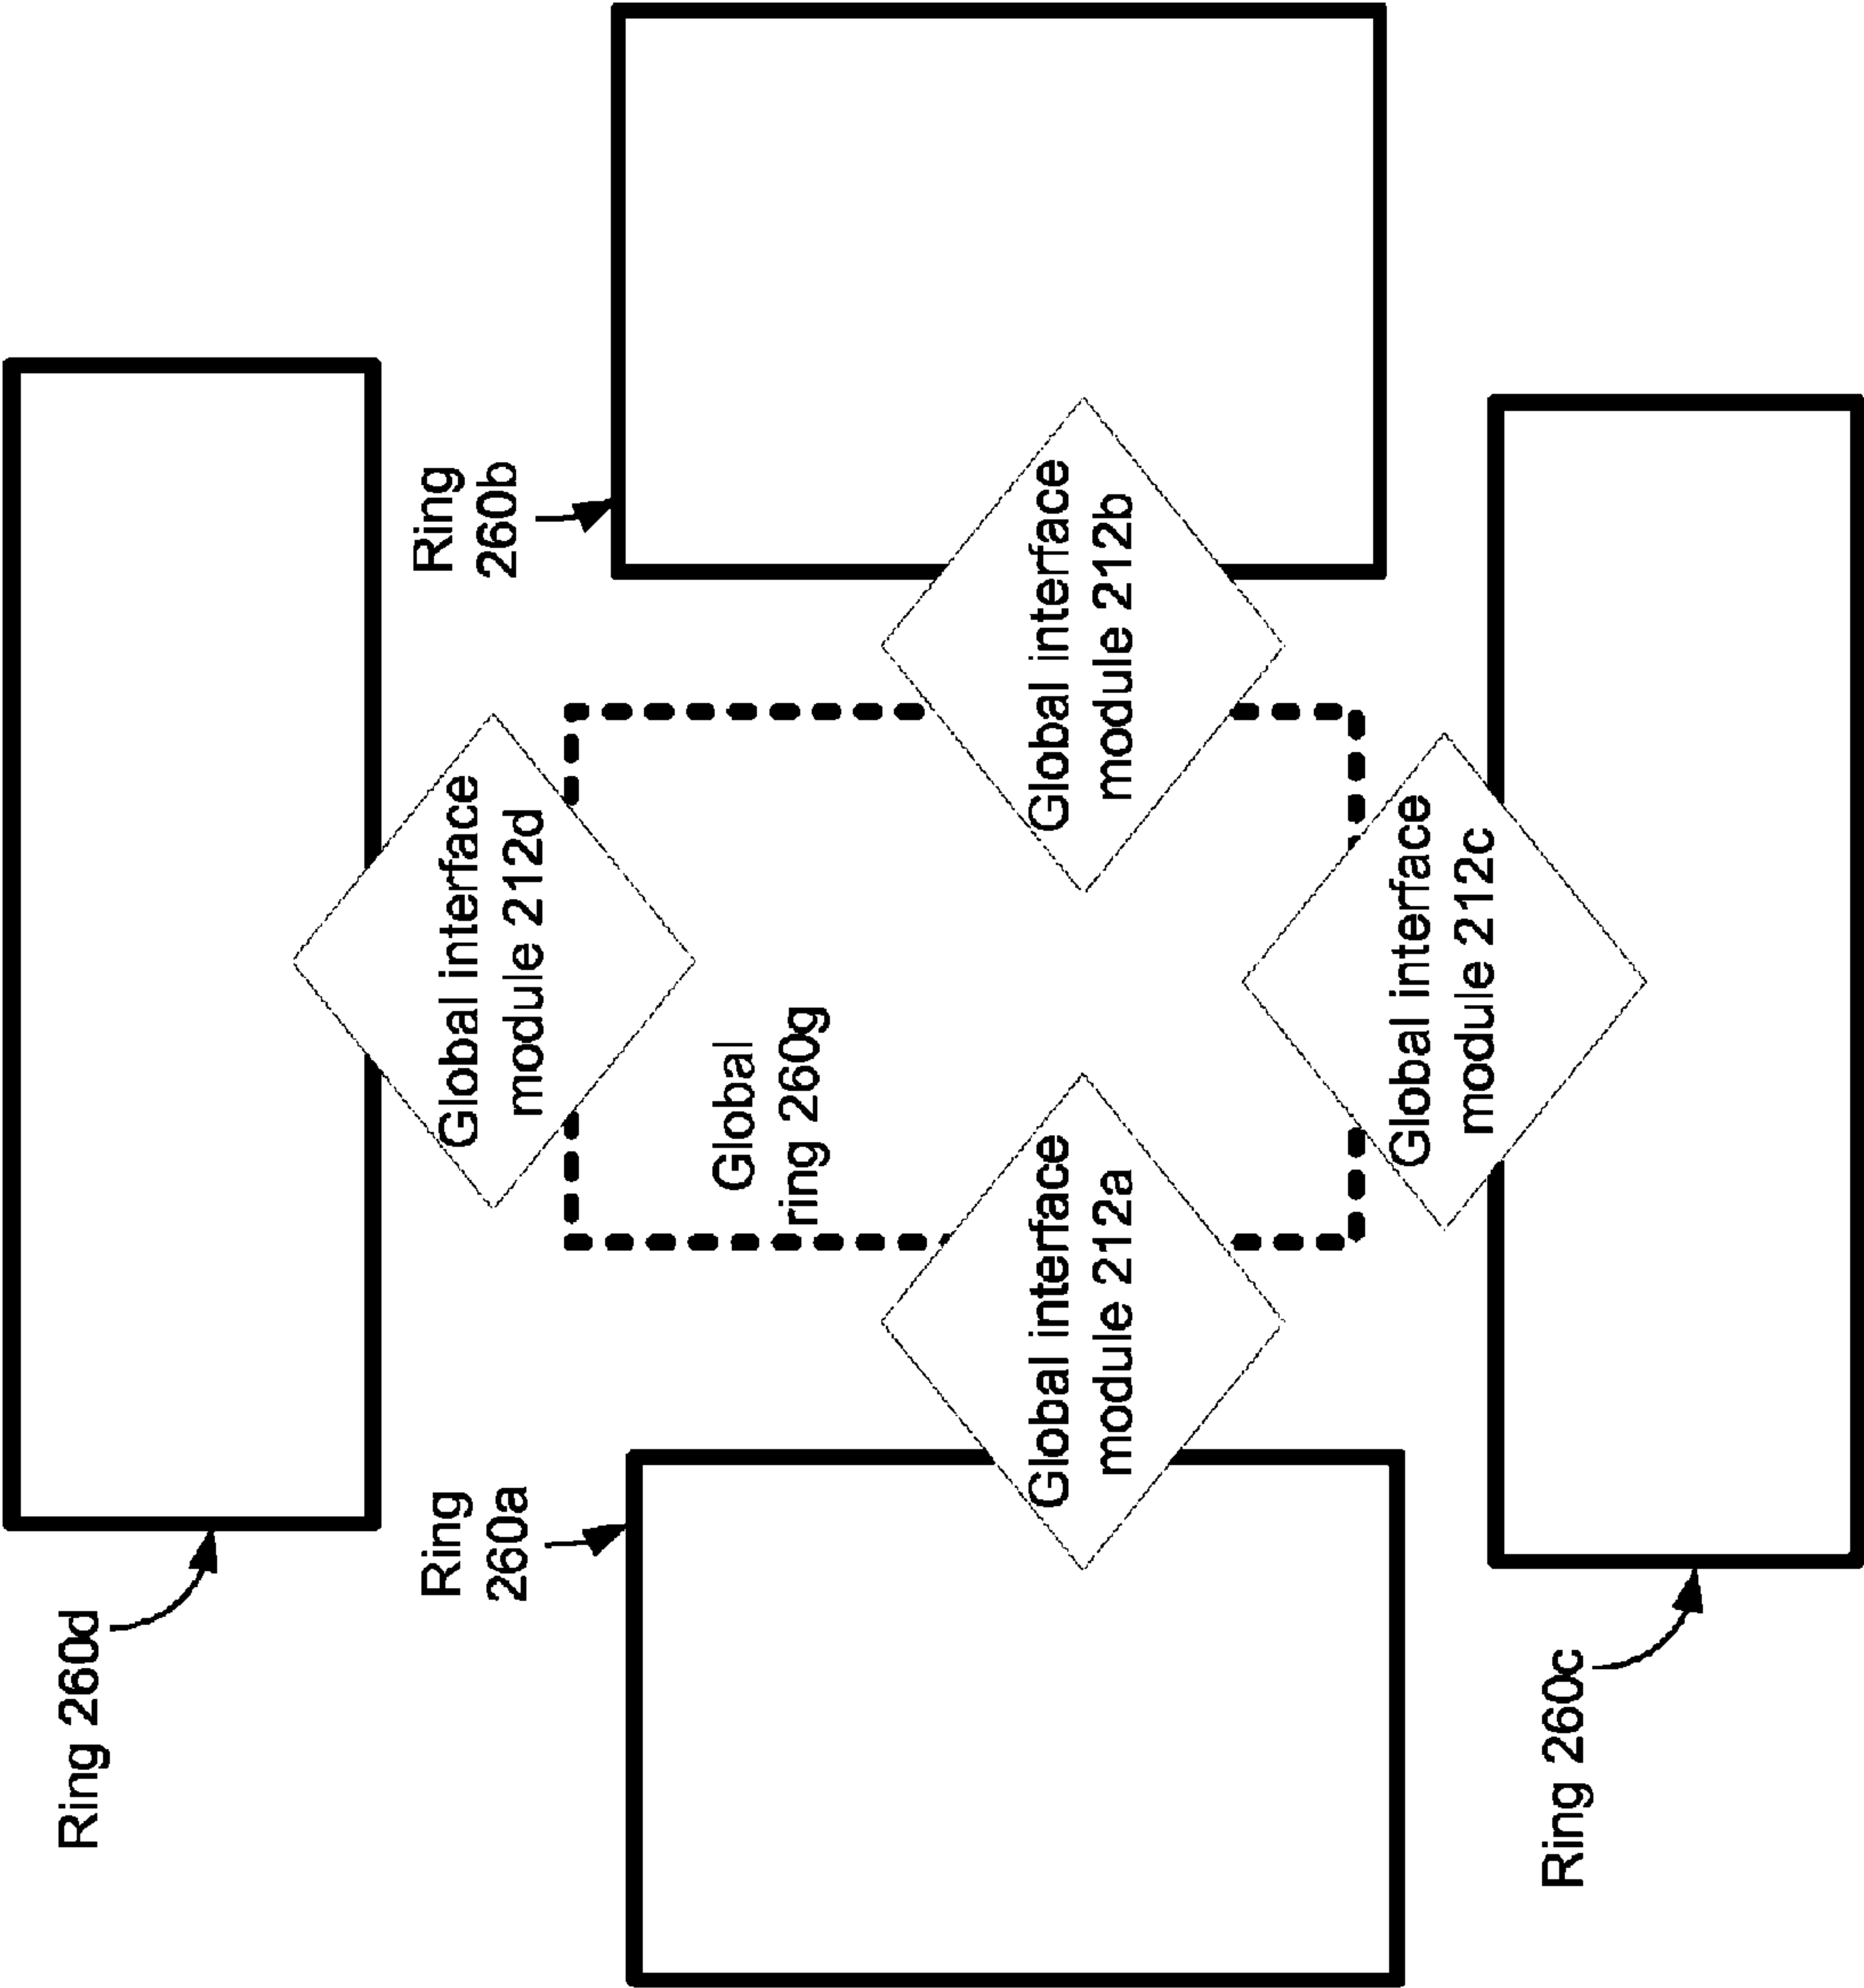 Ring 260d
Ring
260a
Global interface
module 212d
Ring
260b
Global
ring 260g
Global interface
module 212a
Global interface
module 212b
Global interface
module 212c
Ring 260c